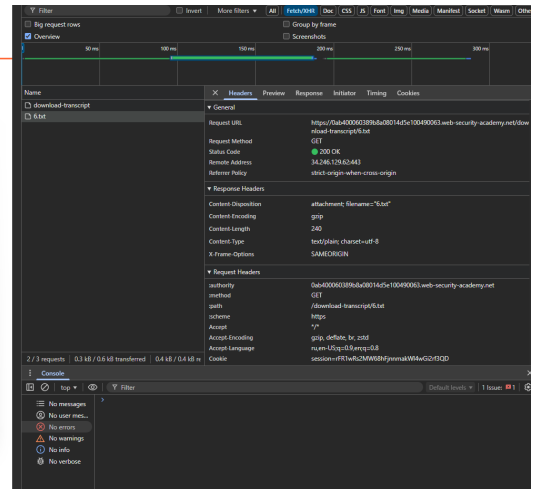 Filter Invert More filters All Fetch/XHR Doc CSS JS Font Img Media Manifest Socket Wasm Othe
Big request rows Group by frame
Overview Screenshots
50 ms 100 ms 150 ms 200 ms 250 ms 300 ms
Name Headers Preview Response Initiator Timing Cookies
download-transcript
6.txt
General
Request URL https://0ab400060389b8a08014d5e100490063.web-security-academy.net/dow
nload-transcript/6.txt
Request Method GET
Status Code 200 OK
Remote Address 34.246.129.62:443
Referrer Policy strict-origin-when-cross-origin
Response Headers
Content-Disposition attachment; filename="6.txt"
Content-Encoding gzip
Content-Length 240
Content-Type text/plain; charset=utf-8
X-Frame-Options SAMEORIGIN
Request Headers
:authority 0ab400060389b8a08014d5e100490063.web-security-academy.net
:method GET
:path /download-transcript/6.txt
:scheme https
Accept */*
Accept-Encoding gzip, deflate, br, zstd
Accept-Language ru,en-US;q=0.9,en;q=0.8
2 / 3 requests 0.3 kB / 0.6 kB transferred 0.4 kB / 0.4 kB re Cookie
Console
top Filter Default levels 1 Issue: 1
No messages
No user mes...
No errors
No warnings
No info
No verbose